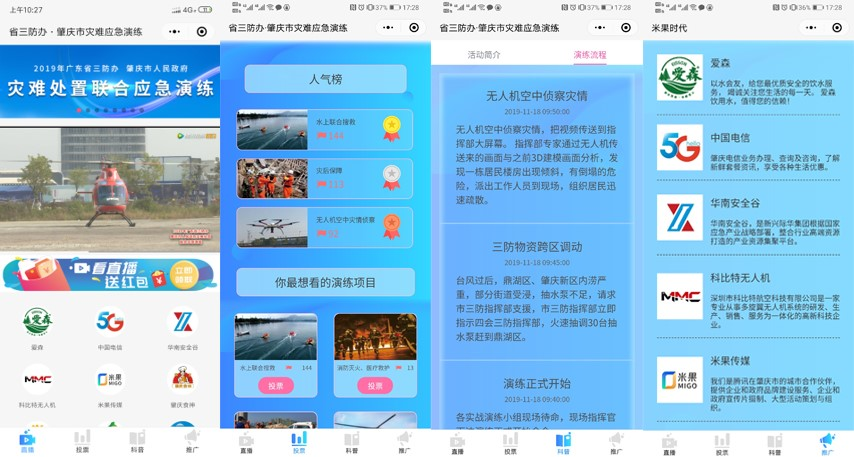 上午10:27
4G+
省三防办 · 肇庆市灾难应急演练
2019年广东省三防办 肇庆市人民政府
灾难处置联合应急演练
看直播
送红包
立即
爱森
中国电信
华南安全谷
科比特无人机
米果传媒
肇庆食神
直播
投票
科普
推广
37% 17:28
省三防办·肇庆市灾难应急演练
人气榜
水上联合搜救
144
灾后保障
113
无人机空中火情侦察
92
你最想看的演练项目
水上联合搜救 144
消防灭火、医疗救护 13
投票
投票
直播
投票
科普
推广
37% 17:28
省三防办·肇庆市灾难应急演练
活动简介
演练流程
无人机空中侦察灾情
2019-11-18 09:50:00
无人机空中侦察灾情,把视频传送到指
挥部大屏幕。 指挥部专家通过无人机传
送来的画面与之前3D建模画面分析,发
现一栋居民楼房出现倾斜,有倒塌的危
险,派出工作人员到现场,组织居民迅
速疏散。
三防物资跨区调动
2019-11-18 09:45:00
台风过后,鼎湖区、肇庆新区内涝严
重,部分街道受浸,抽水泵不足,请求
市三防指挥部支援,市三防指挥部立即
指示四会三防指挥部,火速抽调30台抽
水泵赶到鼎湖区。
演练正式开始
2019-11-18 09:40:00
各实战演练小组现场待命,现场指挥官
直播
投票
科普
推广
36% 17:28
米果时代
爱森
以水会友,给您最优质安全的饮水服
务, 竭诚关注您生活的每一天。 爱森
饮用水,值得您的信赖!
中国电信
肇庆电信业务办理、查询及咨询,了解
新鲜套餐资讯,享受各种生活优惠。
华南安全谷
华南安全谷,是新兴际华集团根据国家
应急产业战略部署,整合行业高端资源
打造的产业资源集聚平台。
科比特无人机
MMC
深圳市科比特航空科技有限公司是一家
专业从事多旋翼无人机系统的研发、生
产、销售、服务为一体化的高新科技企
业。
米果传媒
米果
MIGO
我们是腾讯在肇庆市的城市合作伙伴,
提供企业和政府品牌建设服务、企业和
政府宣传片辑制、大型活动策划与组
织。
直播
投票
科普
推广